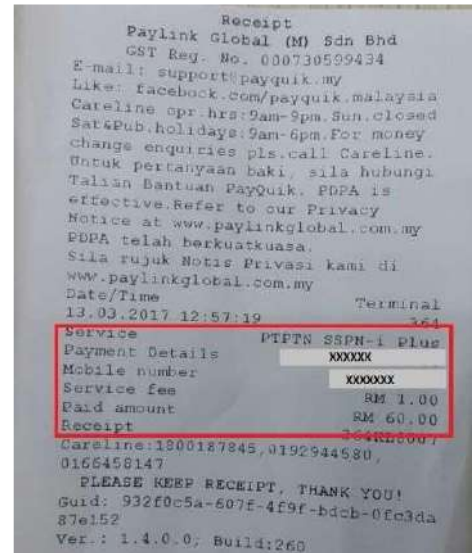 Receipt
Paylink Global (M) Sdn Bhd
GST Reg. No. 000730599434
E-mail: support@payquik.my
Like: facebook.com/payquik.malaysia
Careline opr.hrs:9am-9pm.Sun.closed
Sat&Pub.holidays:9am-6pm.For money
change enquiries pls.call Careline.
Untuk pertanyaan baki, sila hubungi
Talian Bantuan PayQuik. PDPA is
effective.Refer to our Privacy
Notice at www.paylinkglobal.com.my
PDPA telah berkuatkuasa.
Sila rujuk Notis Privasi kami di
www.paylinkglobal.com.my
Date/Time Terminal
13.03.2017 12:57:19 364
Service PTPTN SSPN-i Plus
Payment Details XXXXXX
Mobile number XXXXXXX
Service fee RM 1.00
Paid amount RM 60.00
Receipt
Careline:1800187845,0192944580,
0166458147
PLEASE KEEP RECEIPT, THANK YOU!
Guid: 932f0c5a-607f-4f9f-bdcb-0fc3da
87e152
Ver.: 1.4.0.0; Build:260